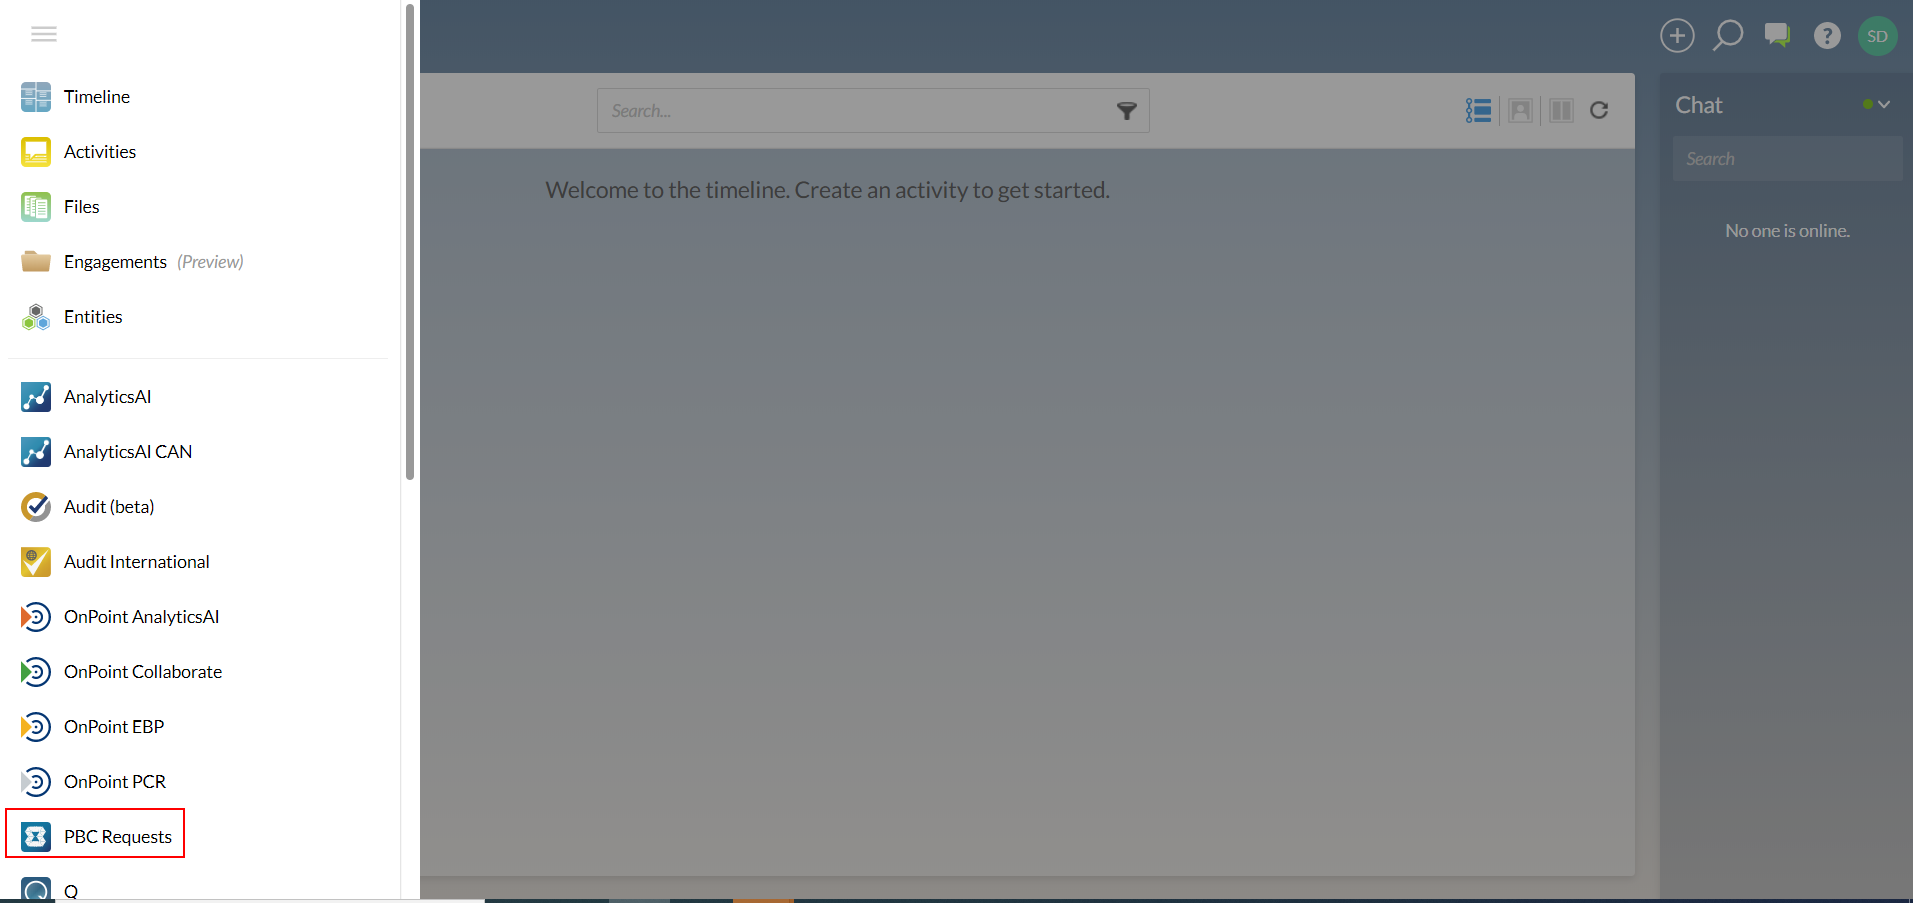 Timeline
Activities
Files
Engagements (Preview)
Entities
AnalyticsAI
AnalyticsAI CAN
Audit (beta)
Audit International
OnPoint AnalyticsAI
OnPoint Collaborate
OnPoint EBP
OnPoint PCR
PBC Requests
Q
Search...
Welcome to the timeline. Create an activity to get started.
SD
Chat
Search
No one is online.